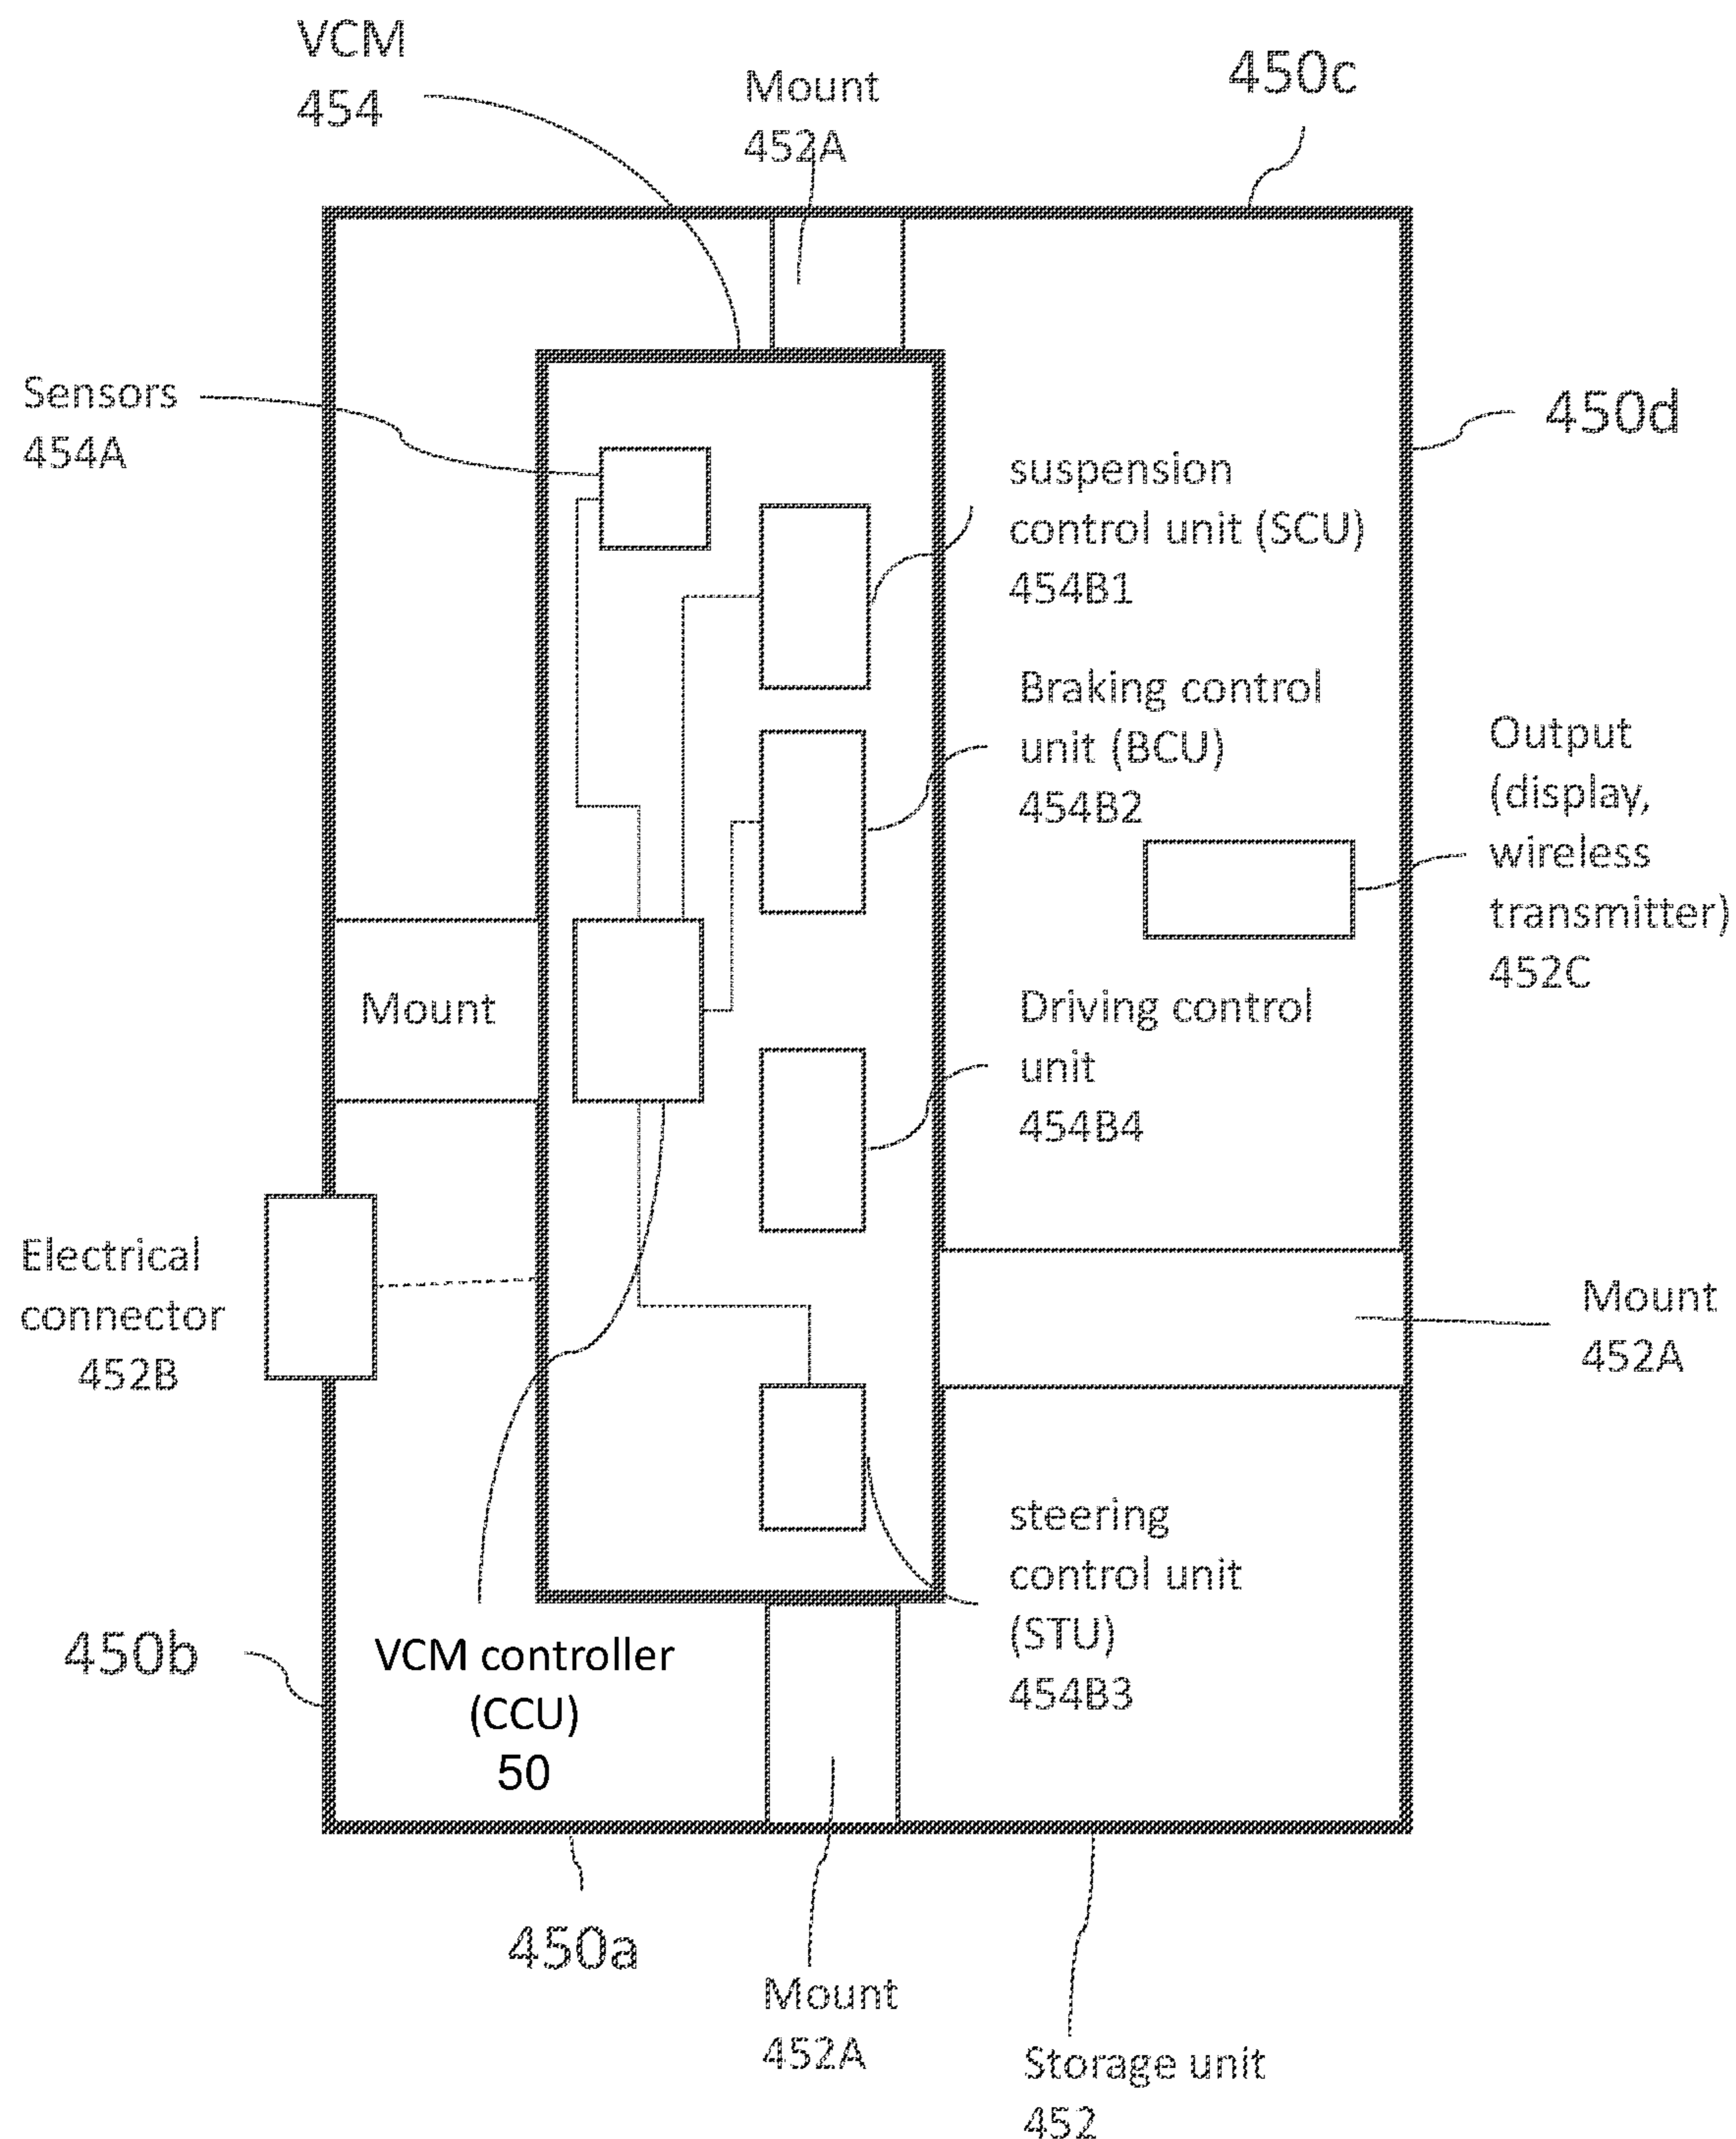 VCM
454
Mount
452A
450c
Sensors
454A
450d
suspension
control unit (SCU)
454B1
Braking control
unit (BCU)
454B2
Output
(display,
wireless
transmitter)
452C
Mount
Driving control
unit
454B4
Electrical
connector
452B
Mount
452A
steering
control unit
(STU)
454B3
450b
VCM controller
(CCU)
50
450a
Mount
452A
Storage unit
452